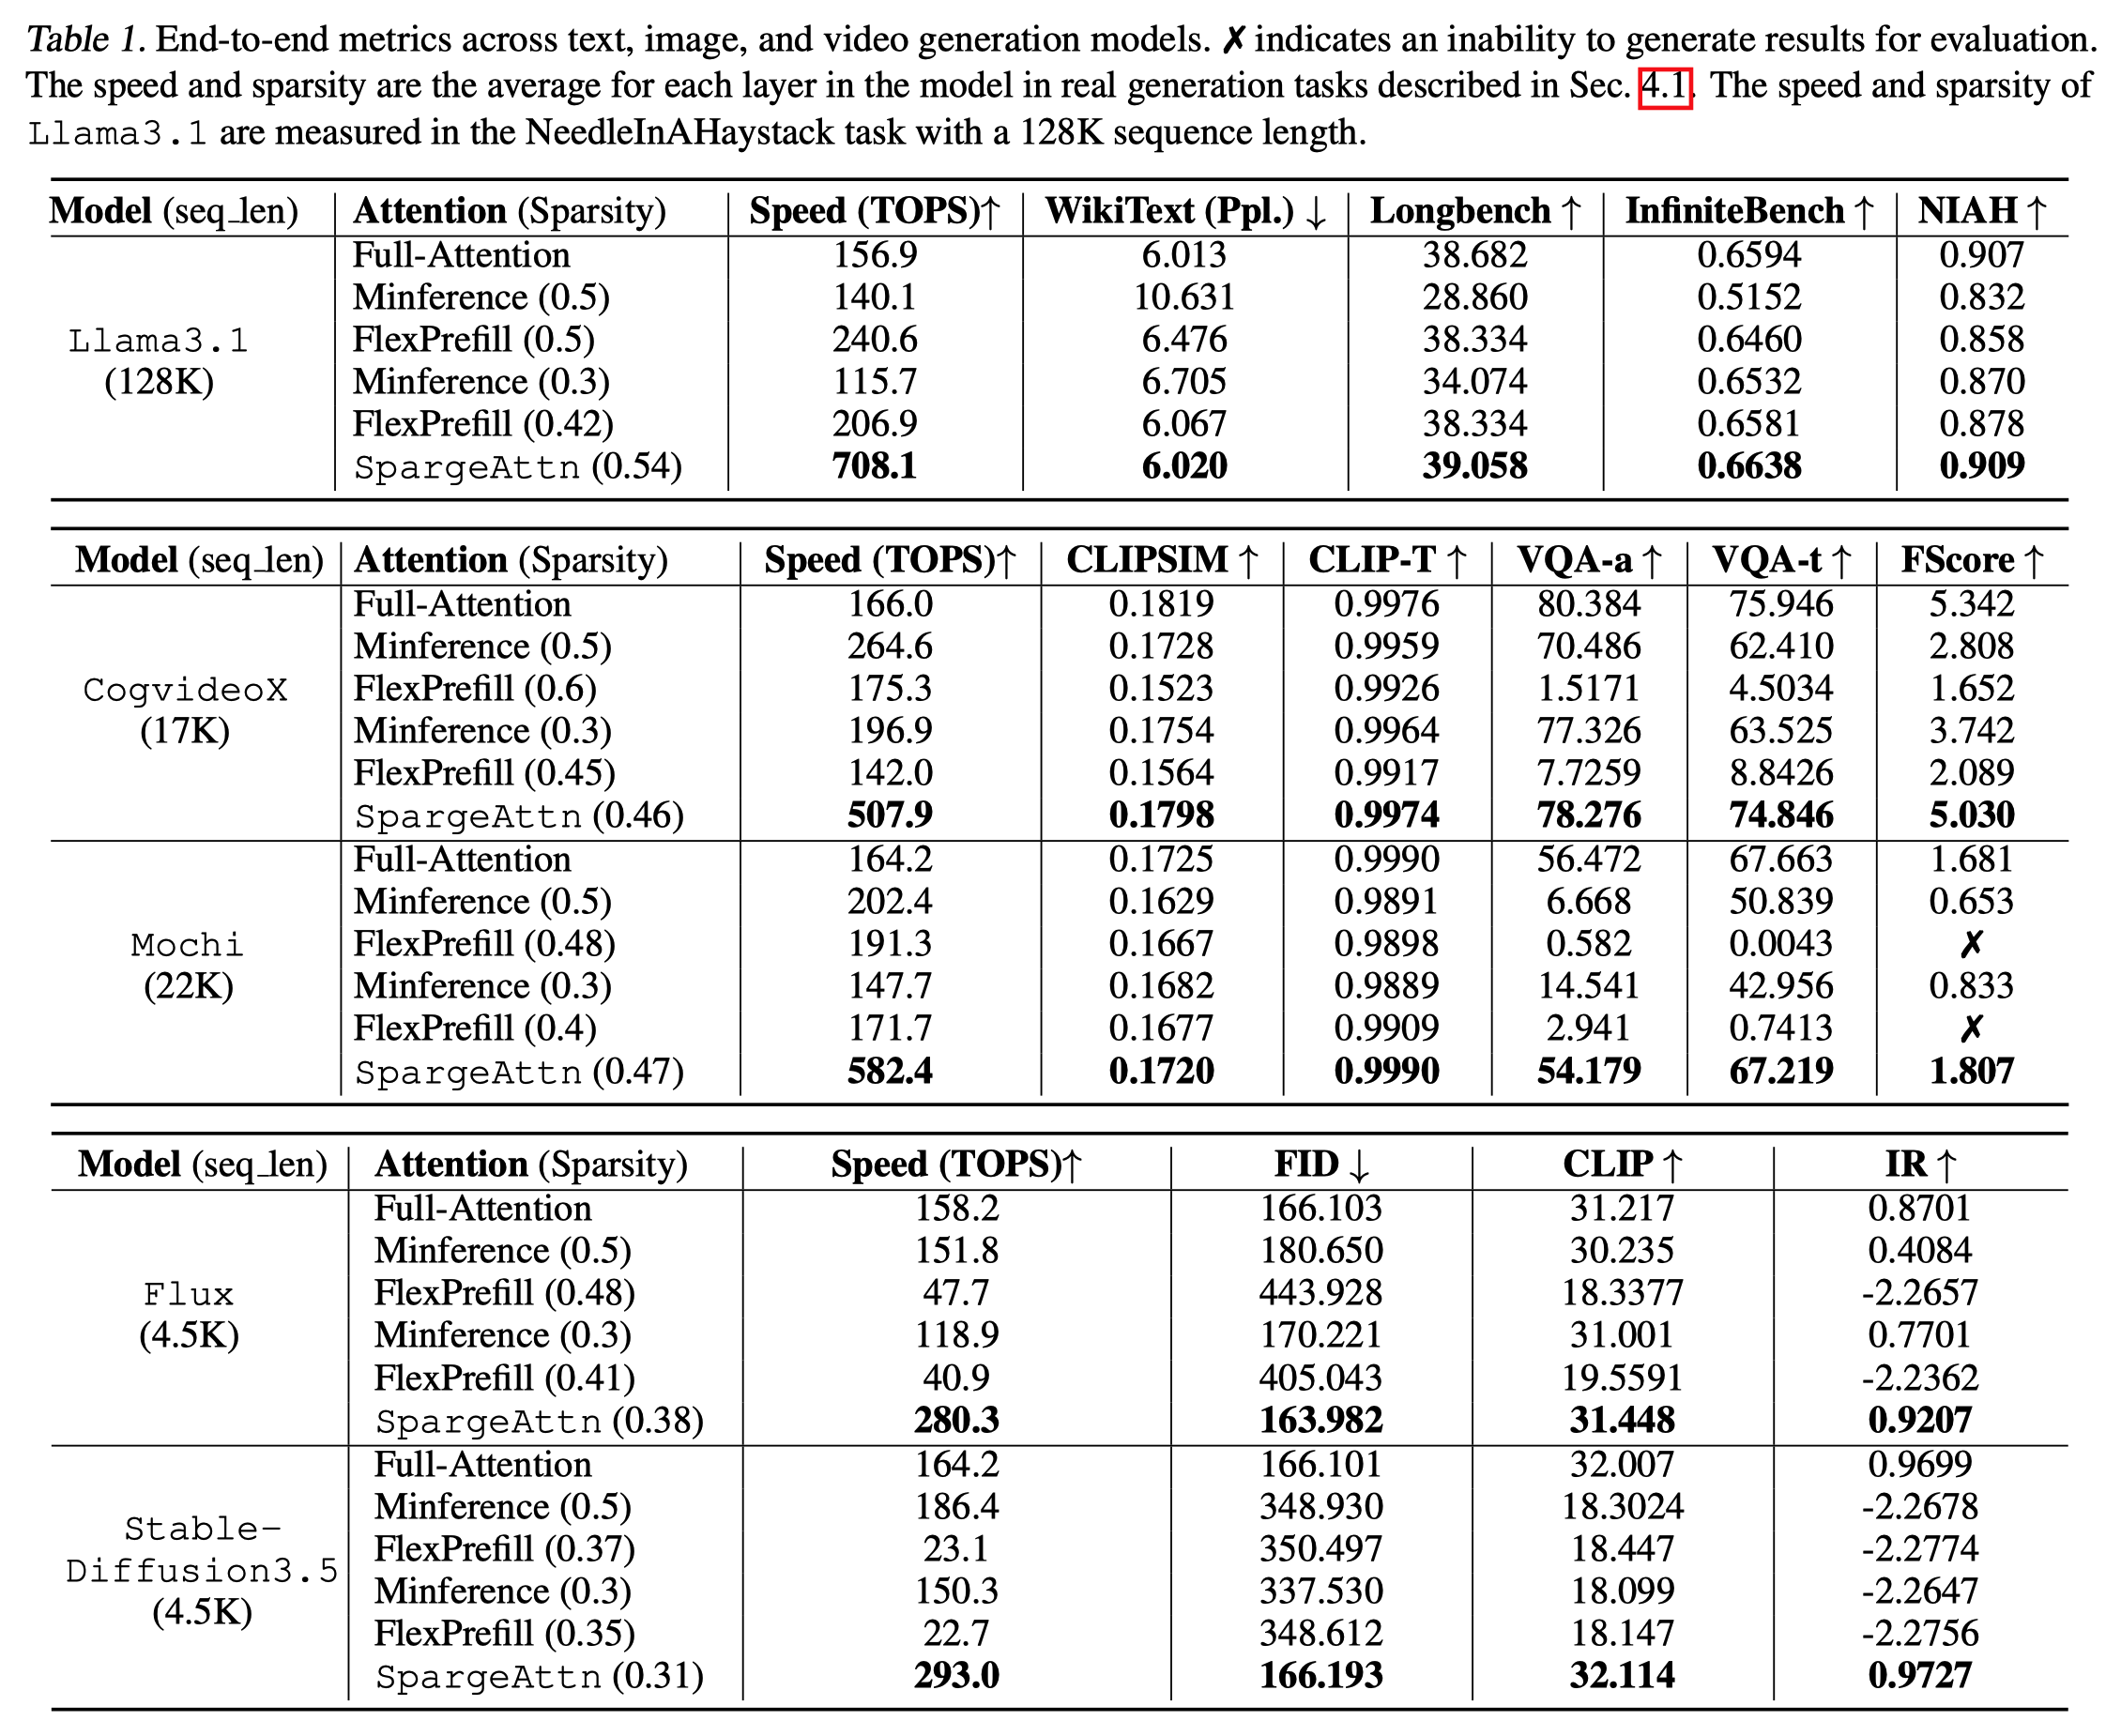 Table 1. End-to-end metrics across text, image, and video generation models. ✗ indicates an inability to generate results for evaluation.
The speed and sparsity are the average for each layer in the model in real generation tasks described in Sec. 4.1. The speed and sparsity of
Llama3.1 are measured in the NeedleInAHaystack task with a 128K sequence length.
Model (seq_len) Attention (Sparsity) Speed (TOPS)↑ WikiText (Ppl.) ↓ Longbench ↑ InfiniteBench ↑ NIAH ↑
Full-Attention 156.9 6.013 38.682 0.6594 0.907
Minference (0.5) 140.1 10.631 28.860 0.5152 0.832
Llama3.1 FlexPrefill (0.5) 240.6 6.476 38.334 0.6460 0.858
(128K) Minference (0.3) 115.7 6.705 34.074 0.6532 0.870
FlexPrefill (0.42) 206.9 6.067 38.334 0.6581 0.878
SpargeAttn (0.54) 708.1 6.020 39.058 0.6638 0.909
Model (seq_len) Attention (Sparsity) Speed (TOPS)↑ CLIPSIM ↑ CLIP-T ↑ VQA-a ↑ VQA-t ↑ FScore ↑
Full-Attention 166.0 0.1819 0.9976 80.384 75.946 5.342
Minference (0.5) 264.6 0.1728 0.9959 70.486 62.410 2.808
CogvideoX FlexPrefill (0.6) 175.3 0.1523 0.9926 1.5171 4.5034 1.652
(17K) Minference (0.3) 196.9 0.1754 0.9964 77.326 63.525 3.742
FlexPrefill (0.45) 142.0 0.1564 0.9917 7.7259 8.8426 2.089
SpargeAttn (0.46) 507.9 0.1798 0.9974 78.276 74.846 5.030
Full-Attention 164.2 0.1725 0.9990 56.472 67.663 1.681
Minference (0.5) 202.4 0.1629 0.9891 6.668 50.839 0.653
Mochi FlexPrefill (0.48) 191.3 0.1667 0.9898 0.582 0.0043 ✗
(22K) Minference (0.3) 147.7 0.1682 0.9889 14.541 42.956 0.833
FlexPrefill (0.4) 171.7 0.1677 0.9909 2.941 0.7413 ✗
SpargeAttn (0.47) 582.4 0.1720 0.9990 54.179 67.219 1.807
Model (seq_len) Attention (Sparsity) Speed (TOPS)↑ FID ↓ CLIP ↑ IR ↑
Full-Attention 158.2 166.103 31.217 0.8701
Minference (0.5) 151.8 180.650 30.235 0.4084
Flux FlexPrefill (0.48) 47.7 443.928 18.3377 -2.2657
(4.5K) Minference (0.3) 118.9 170.221 31.001 0.7701
FlexPrefill (0.41) 40.9 405.043 19.5591 -2.2362
SpargeAttn (0.38) 280.3 163.982 31.448 0.9207
Full-Attention 164.2 166.101 32.007 0.9699
Minference (0.5) 186.4 348.930 18.3024 -2.2678
Stable-
FlexPrefill (0.37) 23.1 350.497 18.447 -2.2774
Diffusion3.5
Minference (0.3) 150.3 337.530 18.099 -2.2647
(4.5K)
FlexPrefill (0.35) 22.7 348.612 18.147 -2.2756
SpargeAttn (0.31) 293.0 166.193 32.114 0.9727